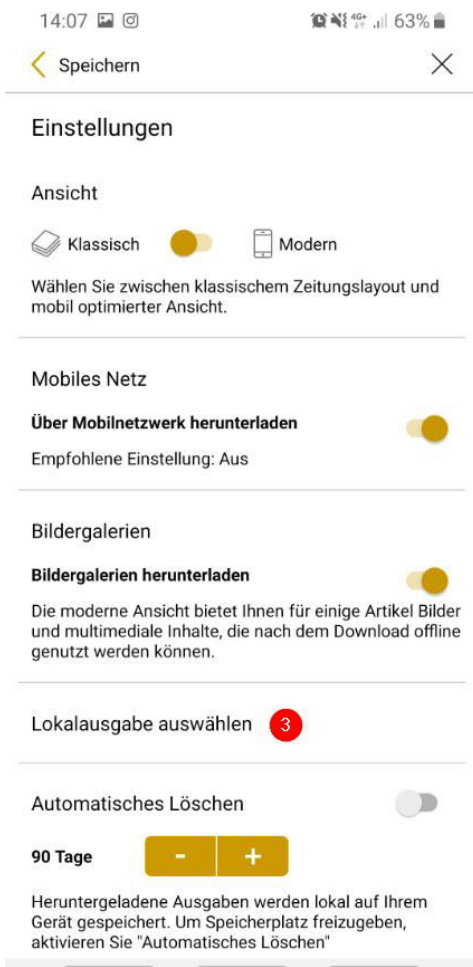 14:07 4G+ 63%
Speichern
Einstellungen
Ansicht
Klassisch Modern
Wählen Sie zwischen klassischem Zeitungslayout und
mobil optimierter Ansicht.
Mobiles Netz
Über Mobilnetzwerk herunterladen
Empfohlene Einstellung: Aus
Bildergalerien
Bildergalerien herunterladen
Die moderne Ansicht bietet Ihnen für einige Artikel Bilder
und multimediale Inhalte, die nach dem Download offline
genutzt werden können.
Lokalausgabe auswählen 3
Automatisches Löschen
90 Tage - +
Heruntergeladene Ausgaben werden lokal auf Ihrem
Gerät gespeichert. Um Speicherplatz freizugeben,
aktivieren Sie "Automatisches Löschen"